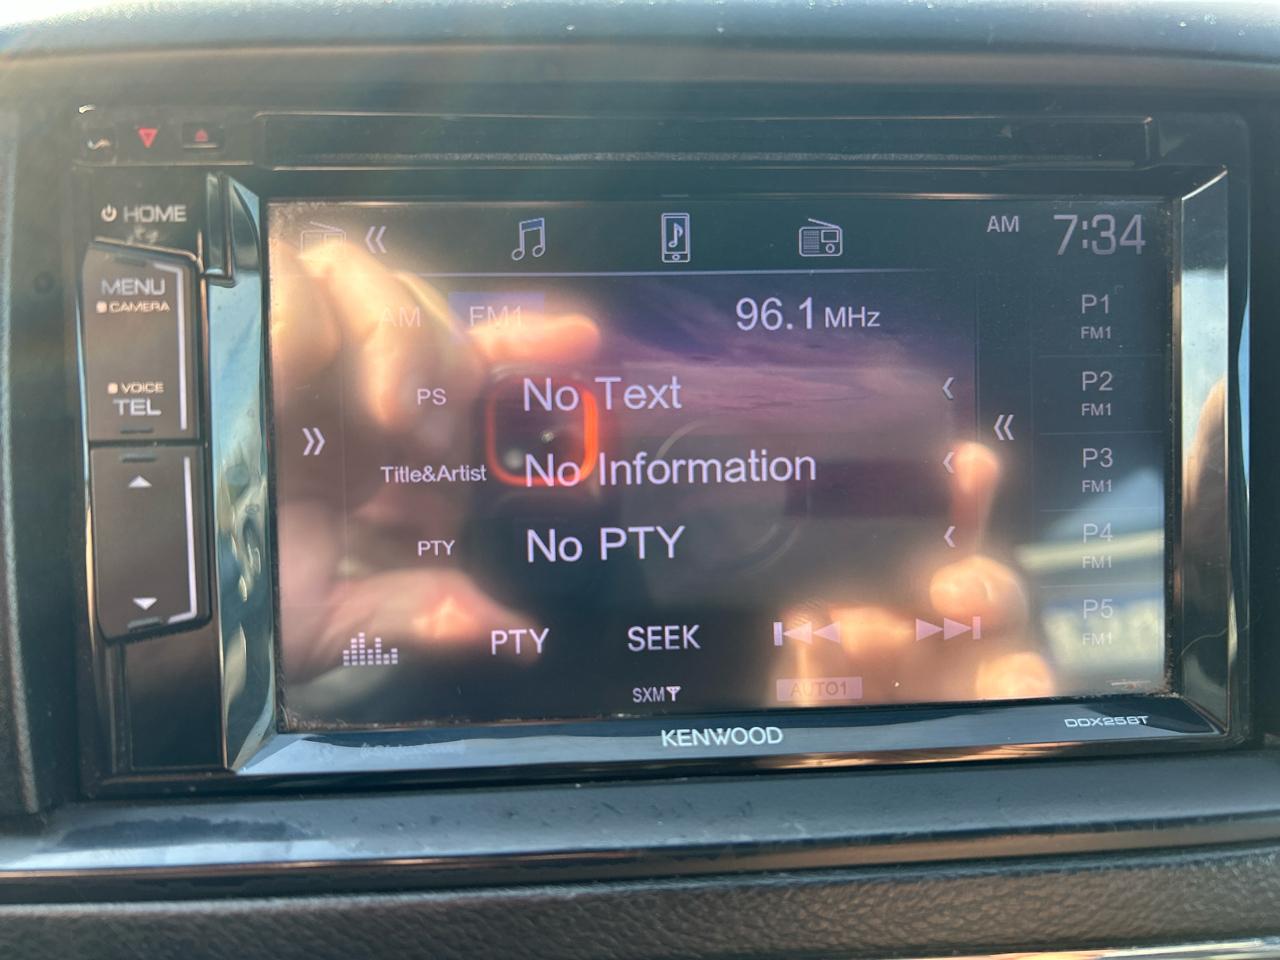 HOME
AM 7:34
MENU
CAMERA
AM FM1 96.1 MHz
P1
FM1
VOICE
TEL
PS No Text
P2
FM1
Title&Artist No Information
P3
FM1
PTY No PTY
P4
FM1
P5
FM1
PTY SEEK
SXM AUTO1
KENWOOD
DDX25BT